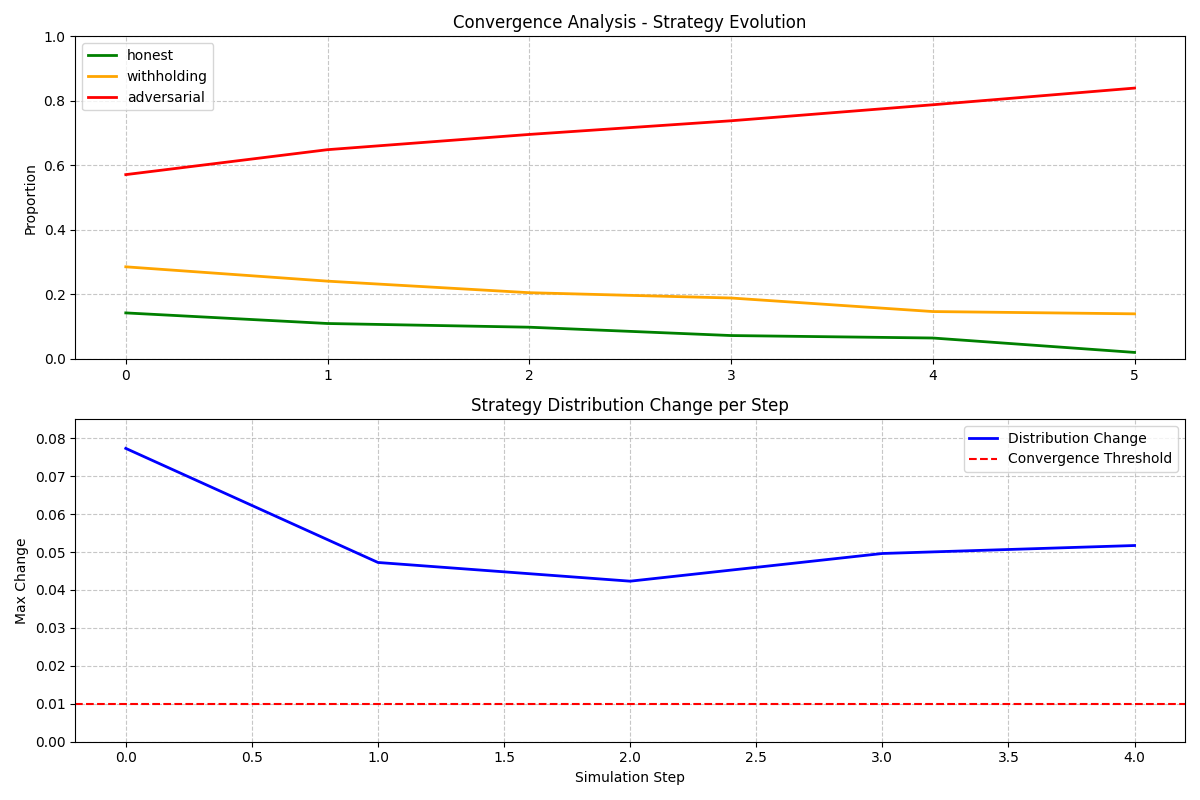 Convergence Analysis - Strategy Evolution
1.0
0.8
0.6
0.4
0.2
0.0
Proportion
honest
withholding
adversarial
0 1 2 3 4 5
Strategy Distribution Change per Step
0.08
0.07
0.06
0.05
0.04
0.03
0.02
0.01
0.00
Max Change
Distribution Change
Convergence Threshold
0.0 0.5 1.0 1.5 2.0 2.5 3.0 3.5 4.0
Simulation Step